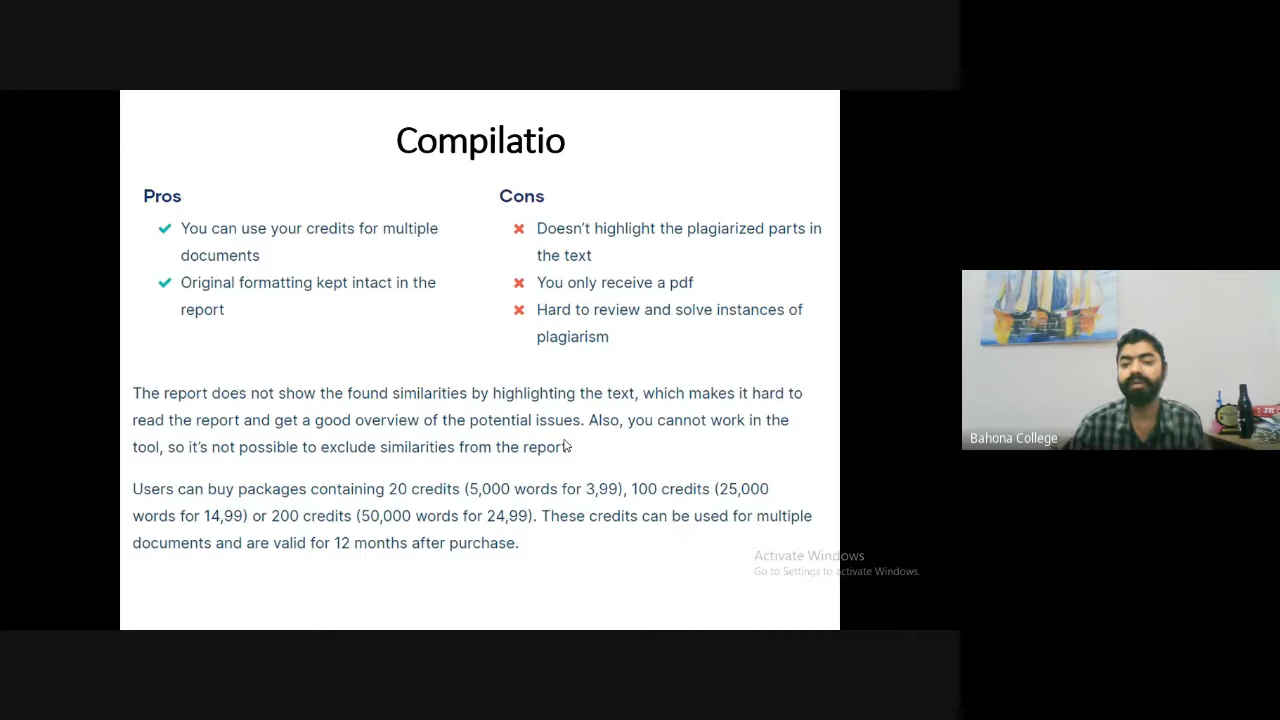 Compilatio
Pros
You can use your credits for multiple
documents
Original formatting kept intact in the
report
Cons
Doesn’t highlight the plagiarized parts in
the text
You only receive a pdf
Hard to review and solve instances of
plagiarism
The report does not show the found similarities by highlighting the text, which makes it hard to
read the report and get a good overview of the potential issues. Also, you cannot work in the
tool, so it’s not possible to exclude similarities from the report
Users can buy packages containing 20 credits (5,000 words for 3,99), 100 credits (25,000
words for 14,99) or 200 credits (50,000 words for 24,99). These credits can be used for multiple
documents and are valid for 12 months after purchase.
Activate Windows
Go to Settings to activate Windows.
Bahona College
JK